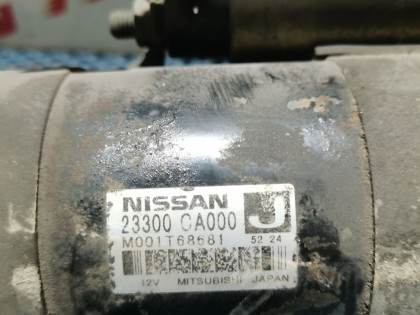 NISSAN
23300 CA000 J
M001T68681 52 24
12V MITSUBISHI JAPAN